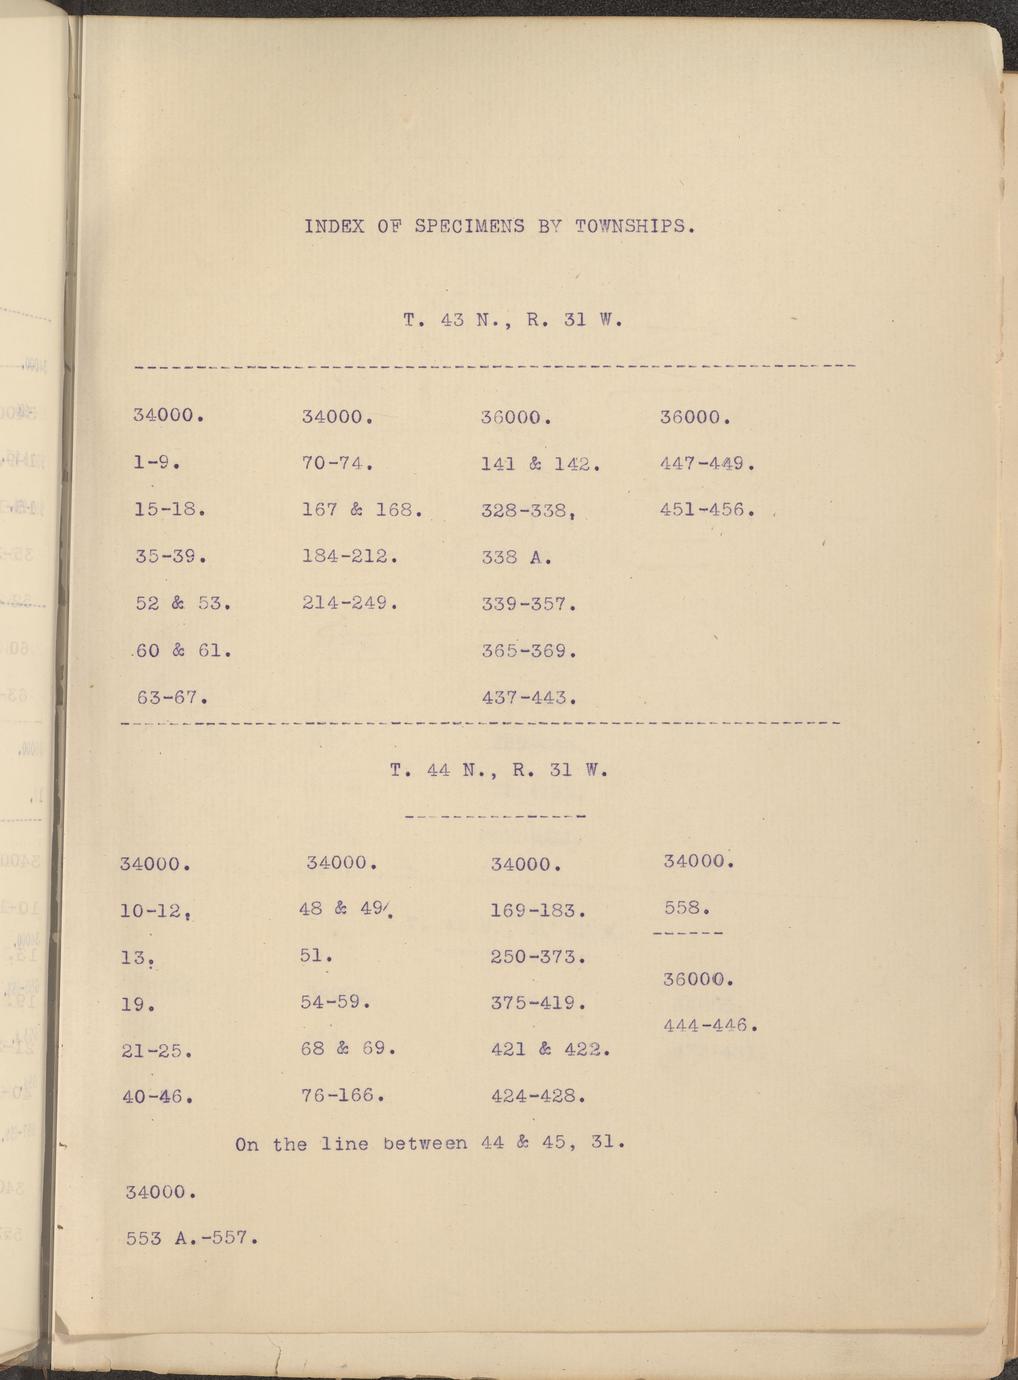 INDEX OF SPECIMENS BY TOWNSHIPS.
T. 43 N., R. 31 W.
34000. 34000. 36000. 36000.
1-9. 70-74. 141 & 142. 447-449.
15-18. 167 & 168. 328-338, 451-456.
35-39. 184-212. 338 A.
52 & 53. 214-249. 339-357.
60 & 61. 365-369.
63-67. 437-443.
T. 44 N., R. 31 W.
34000. 34000. 34000. 34000.
10-12, 48 & 49. 169-183. 558.
13. 51. 250-373.
36000.
19. 54-59. 375-419.
444-446.
21-25. 68 & 69. 421 & 422.
40-46. 76-166. 424-428.
On the line between 44 & 45, 31.
34000.
553 A.-557.